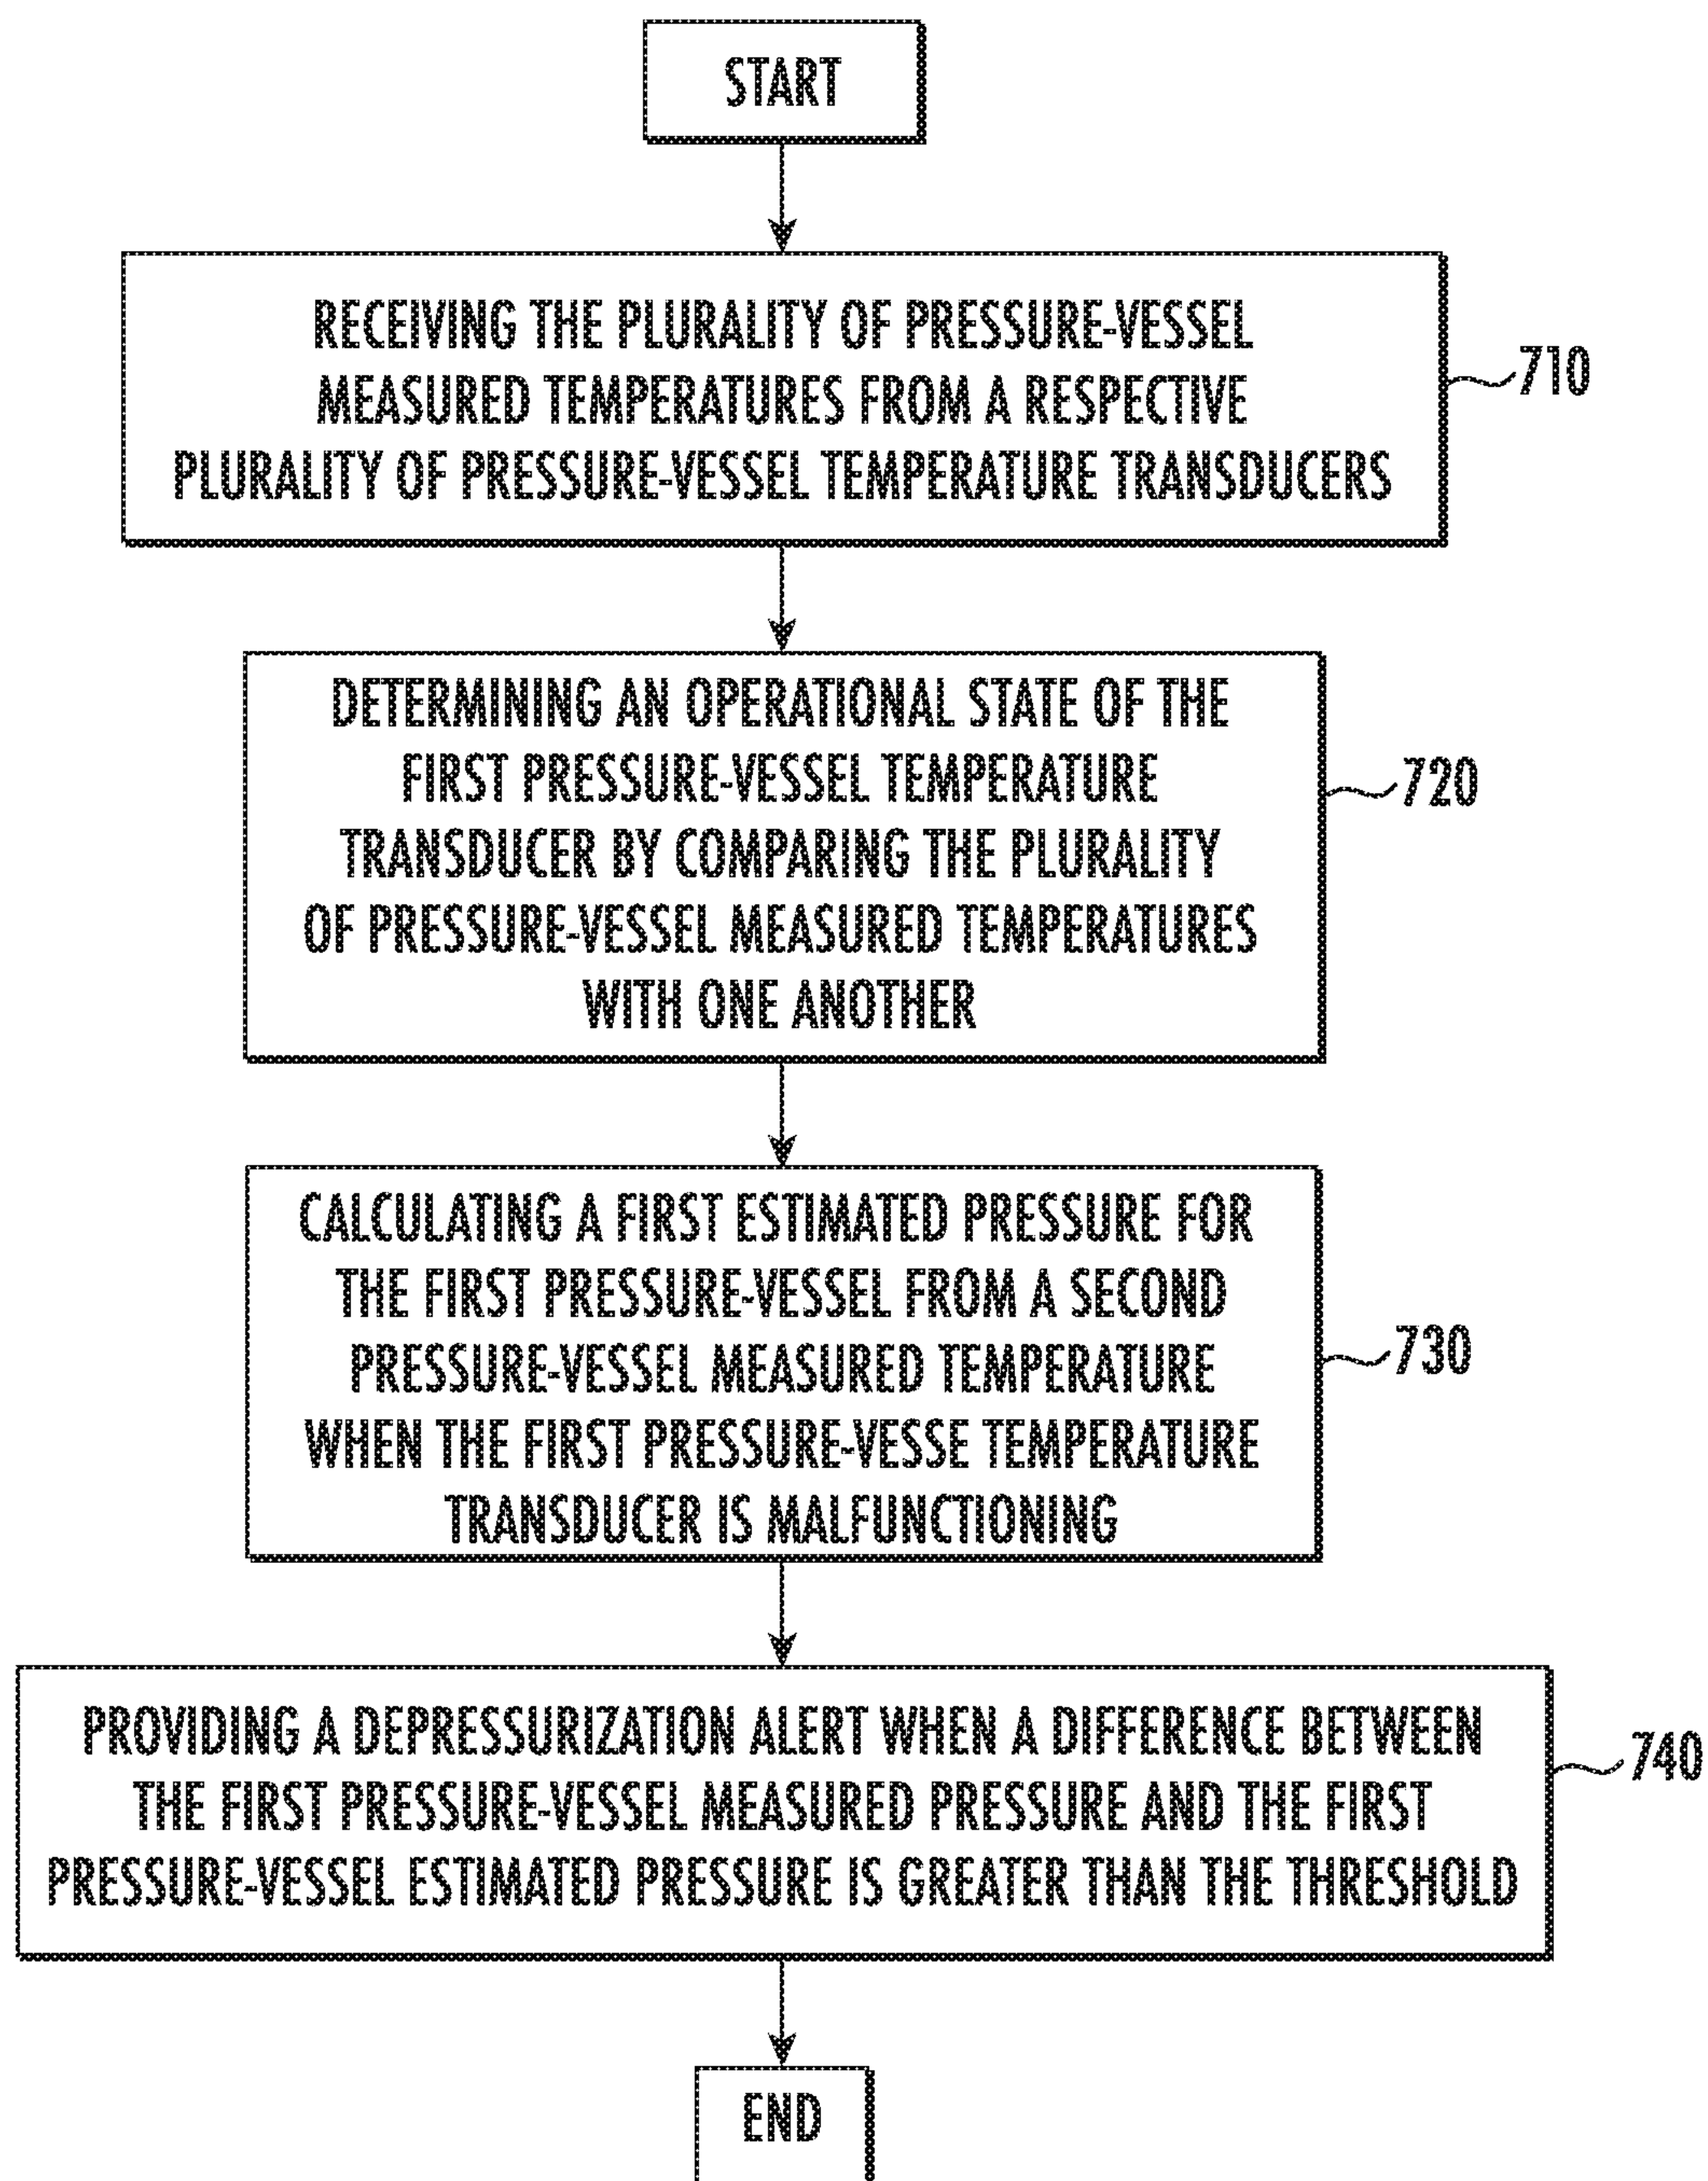 START
RECEIVING THE PLURALITY OF PRESSURE-VESSEL
MEASURED TEMPERATURES FROM A RESPECTIVE
PLURALITY OF PRESSURE-VESSEL TEMPERATURE TRANSDUCERS
710
DETERMINING AN OPERATIONAL STATE OF THE
FIRST PRESSURE-VESSEL TEMPERATURE
TRANSDUCER BY COMPARING THE PLURALITY
OF PRESSURE-VESSEL MEASURED TEMPERATURES
WITH ONE ANOTHER
720
CALCULATING A FIRST ESTIMATED PRESSURE FOR
THE FIRST PRESSURE-VESSEL FROM A SECOND
PRESSURE-VESSEL MEASURED TEMPERATURE
WHEN THE FIRST PRESSURE-VESSE TEMPERATURE
TRANSDUCER IS MALFUNCTIONING
730
PROVIDING A DEPRESSURIZATION ALERT WHEN A DIFFERENCE BETWEEN
THE FIRST PRESSURE-VESSEL MEASURED PRESSURE AND THE FIRST
PRESSURE-VESSEL ESTIMATED PRESSURE IS GREATER THAN THE THRESHOLD
740
END